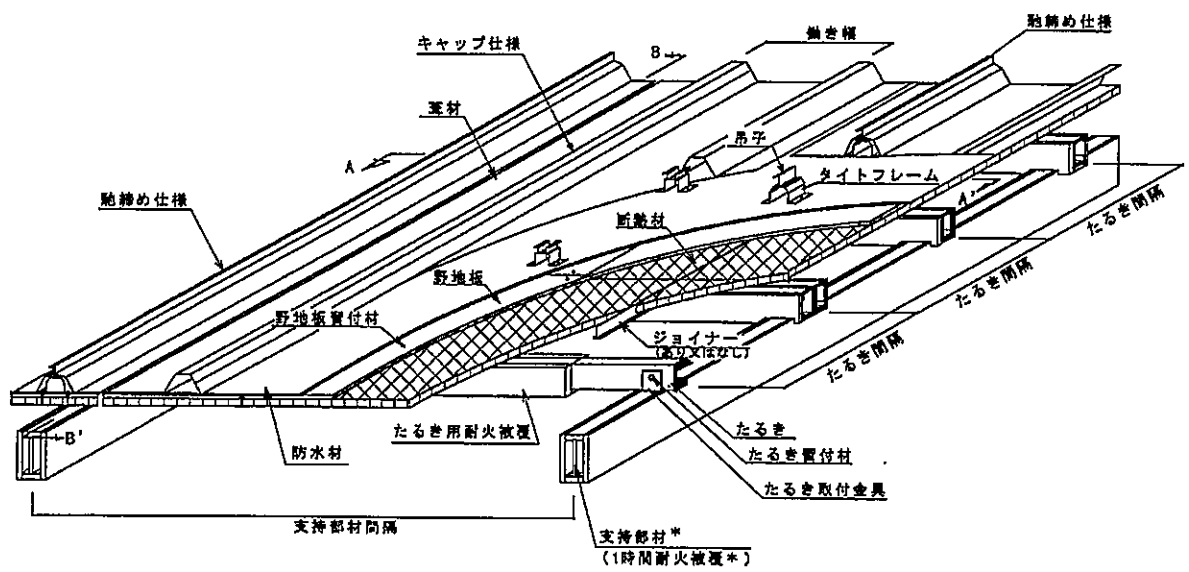 馳締め仕様
キャップ仕様
働き幅
B
葺材
吊子
A
タイトフレーム
馳締め仕様
A'
断熱材
たるき間隔
野地板
たるき間隔
野地板留付材
ジョイナー
(あり又はなし)
たるき間隔
B'
たるき用耐火被覆
たるき
防水材
たるき留付材
たるき取付金具
支持部材間隔
支持部材*
(1時間耐火被覆*)